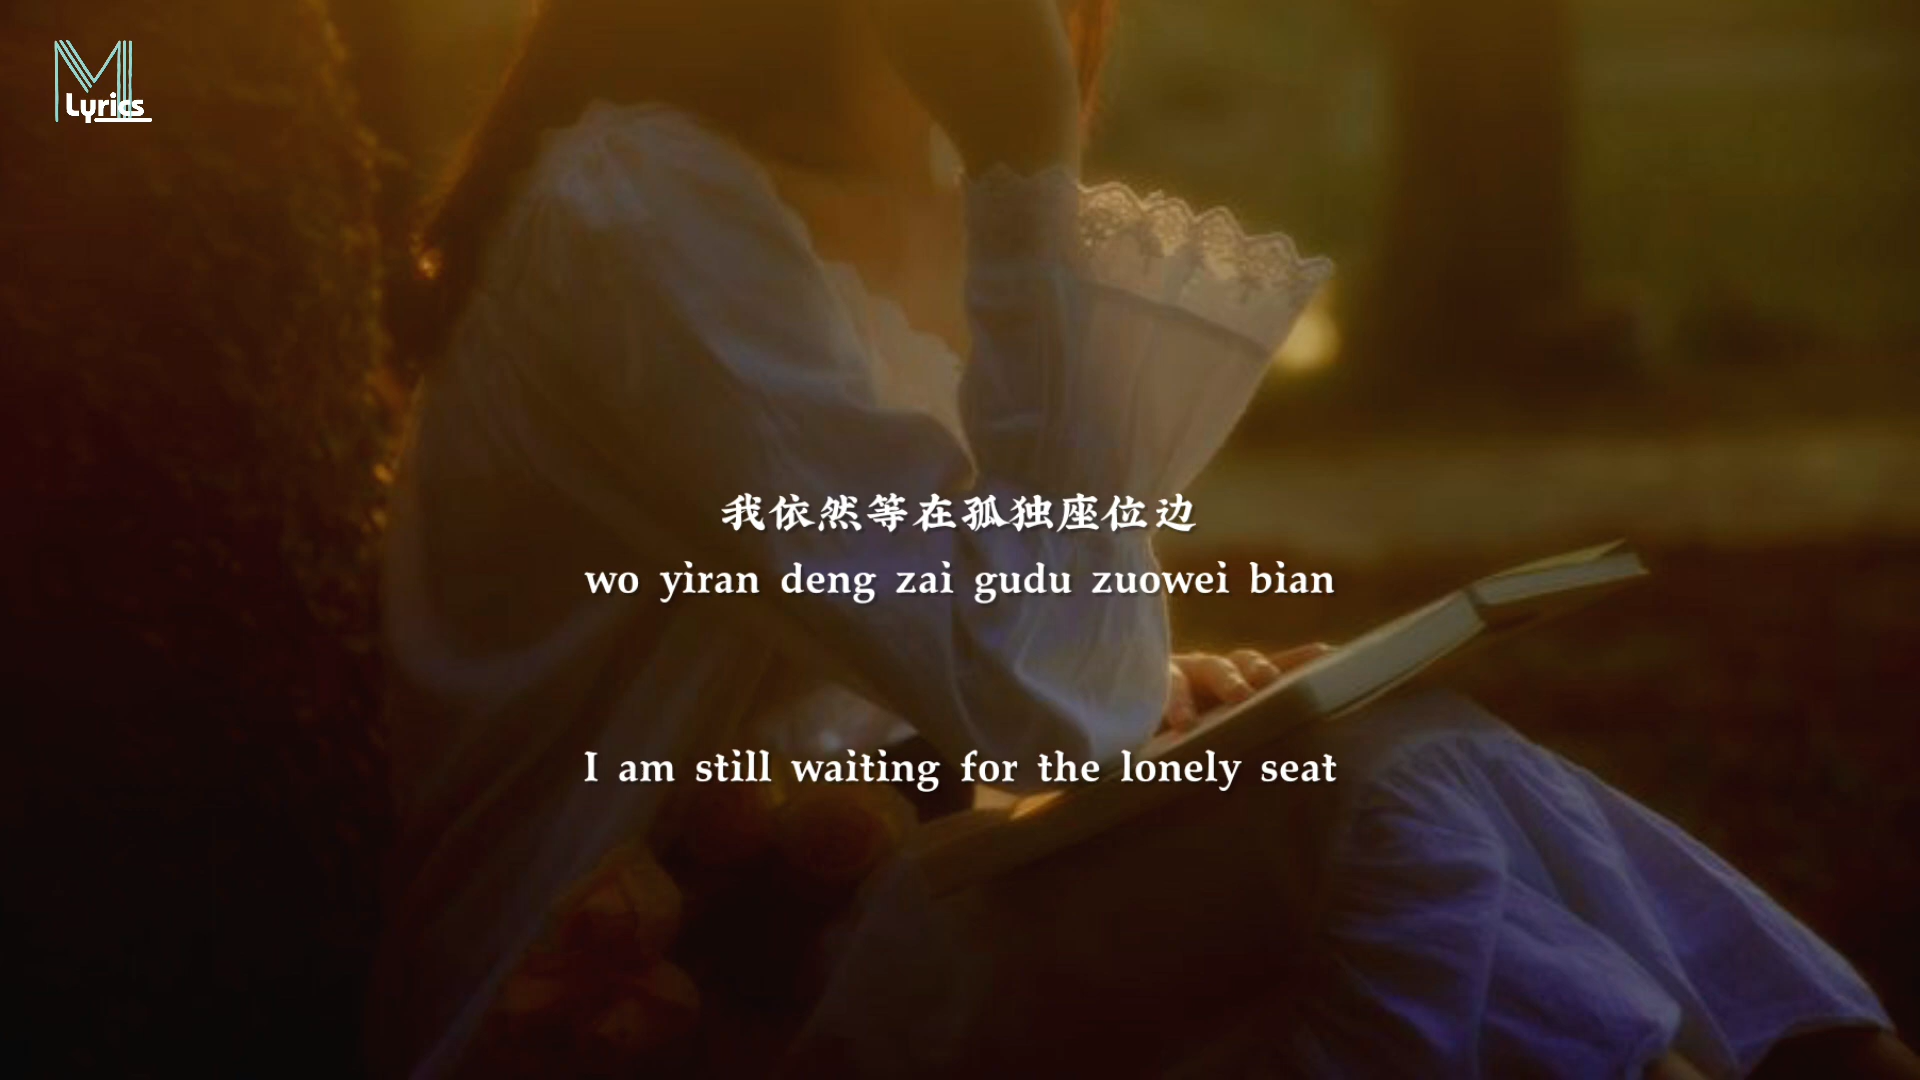 M
Lyrics
我依然等在孤独座位边
wo yiran deng zai gudu zuowei bian
I am still waiting for the lonely seat